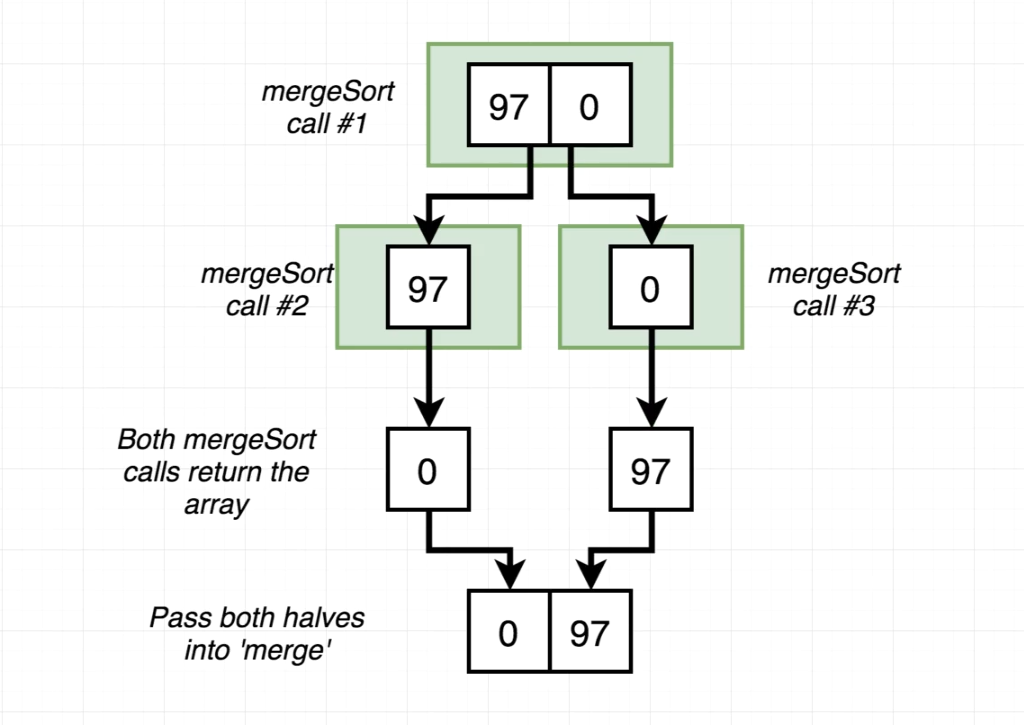 mergeSort
call #1
97 0
mergeSort
call #2
97
0
mergeSort
call #3
Both mergeSort
calls return the
array
0
97
Pass both halves
into 'merge'
0 97